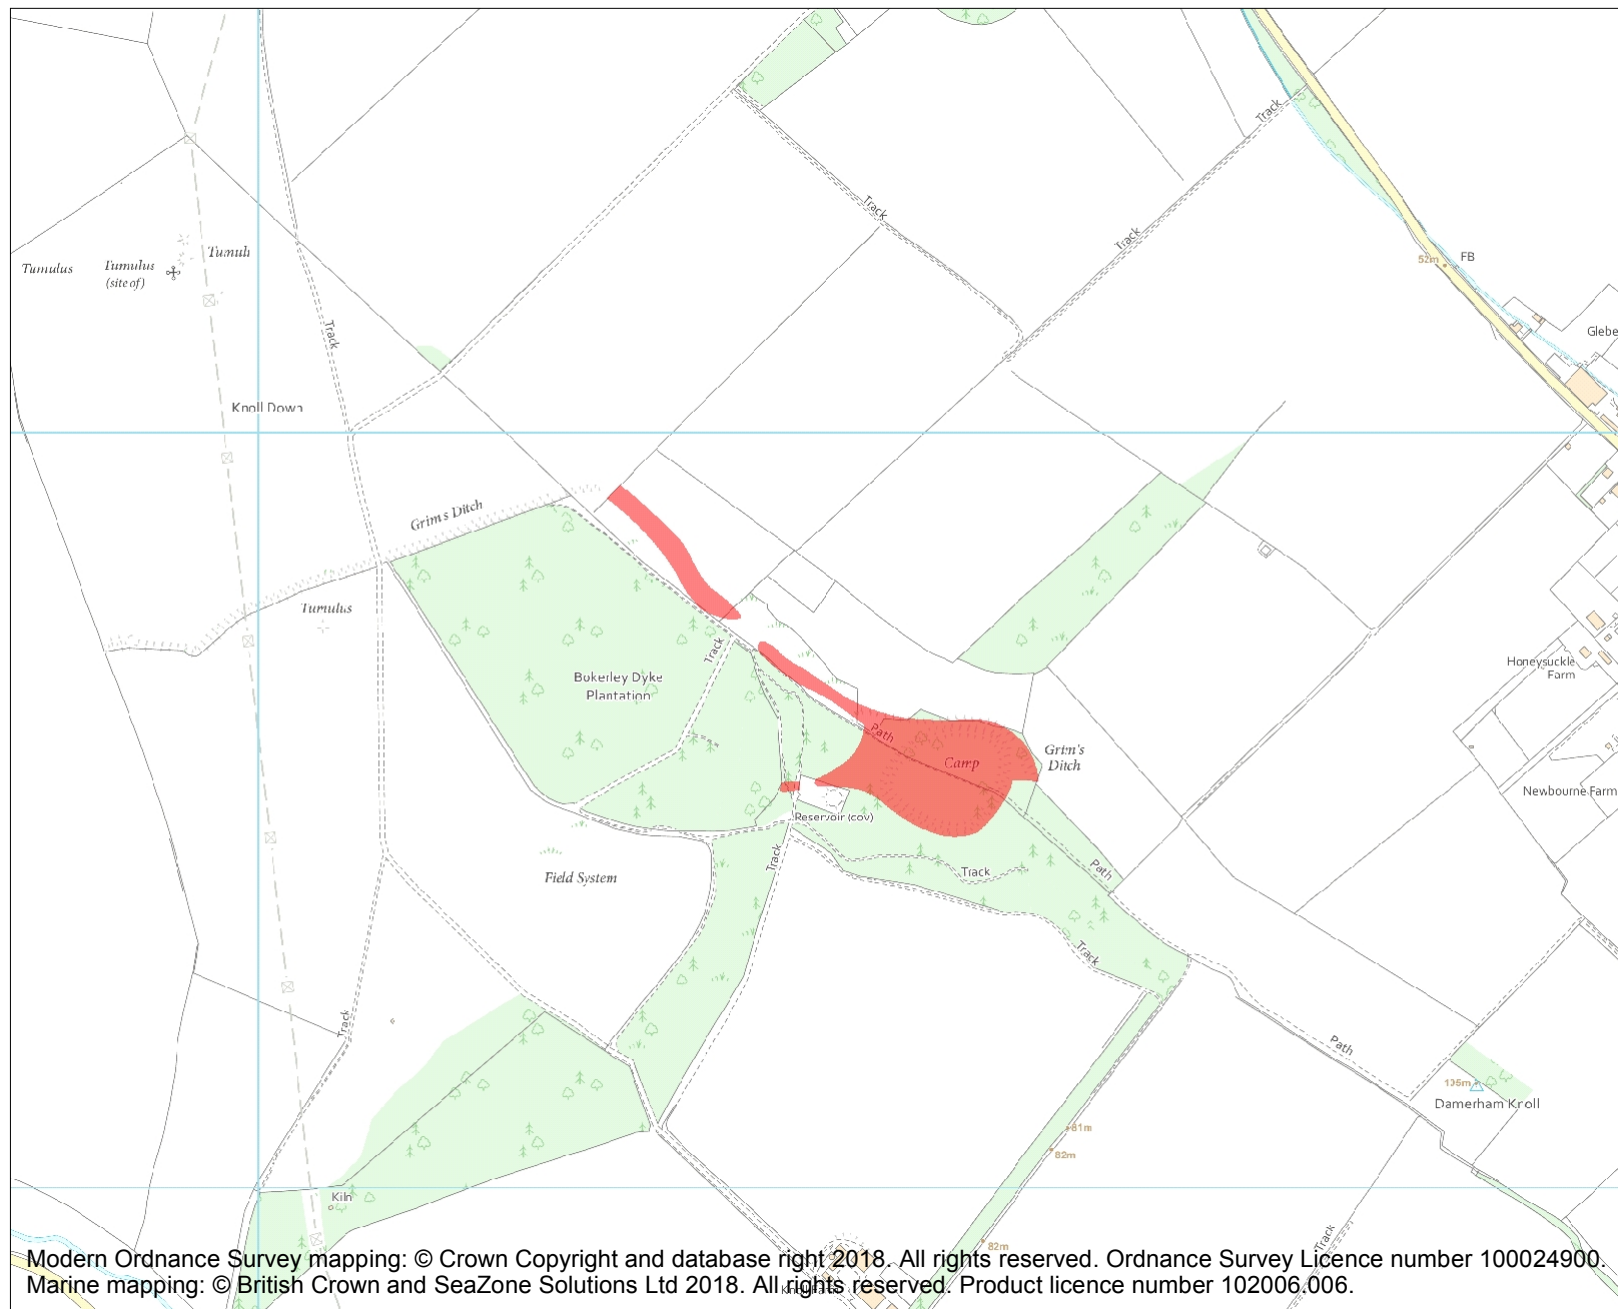 Track
Track
Track
FB
52m
Tumuli
Tumulus
Tumulus
(site of)
Track
Glebe
Knoll Down
Grim's Ditch
Tumulus
Track
Honeysuckle
Farm
Bokerley Dyke
Plantation
Path
Grim's
Ditch
Camp
Newbourne Farm
Reservoir (cov)
Track
Track
Path
Field System
Track
Track
Path
105m
Damerham Knoll
81m
82m
Kiln
Track
82m
Modern Ordnance Survey mapping: © Crown Copyright and database right 2018. All rights reserved. Ordnance Survey Licence number 100024900.
Marine mapping: © British Crown and SeaZone Solutions Ltd 2018. All rights reserved. Product licence number 102006.006.